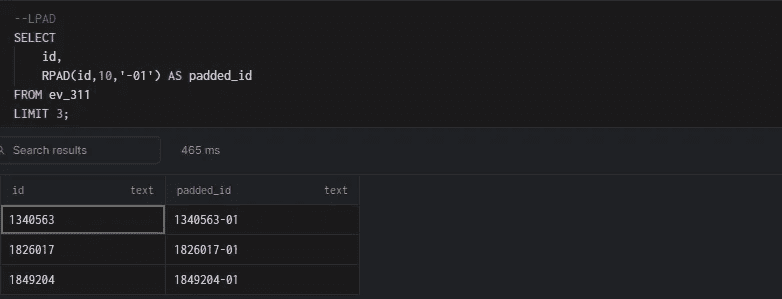 --LPAD
SELECT
id,
RPAD(id,10,'-01') AS padded_id
FROM ev_311
LIMIT 3;
Search results 465 ms
id text padded_id text
1340563 1340563-01
1826017 1826017-01
1849204 1849204-01